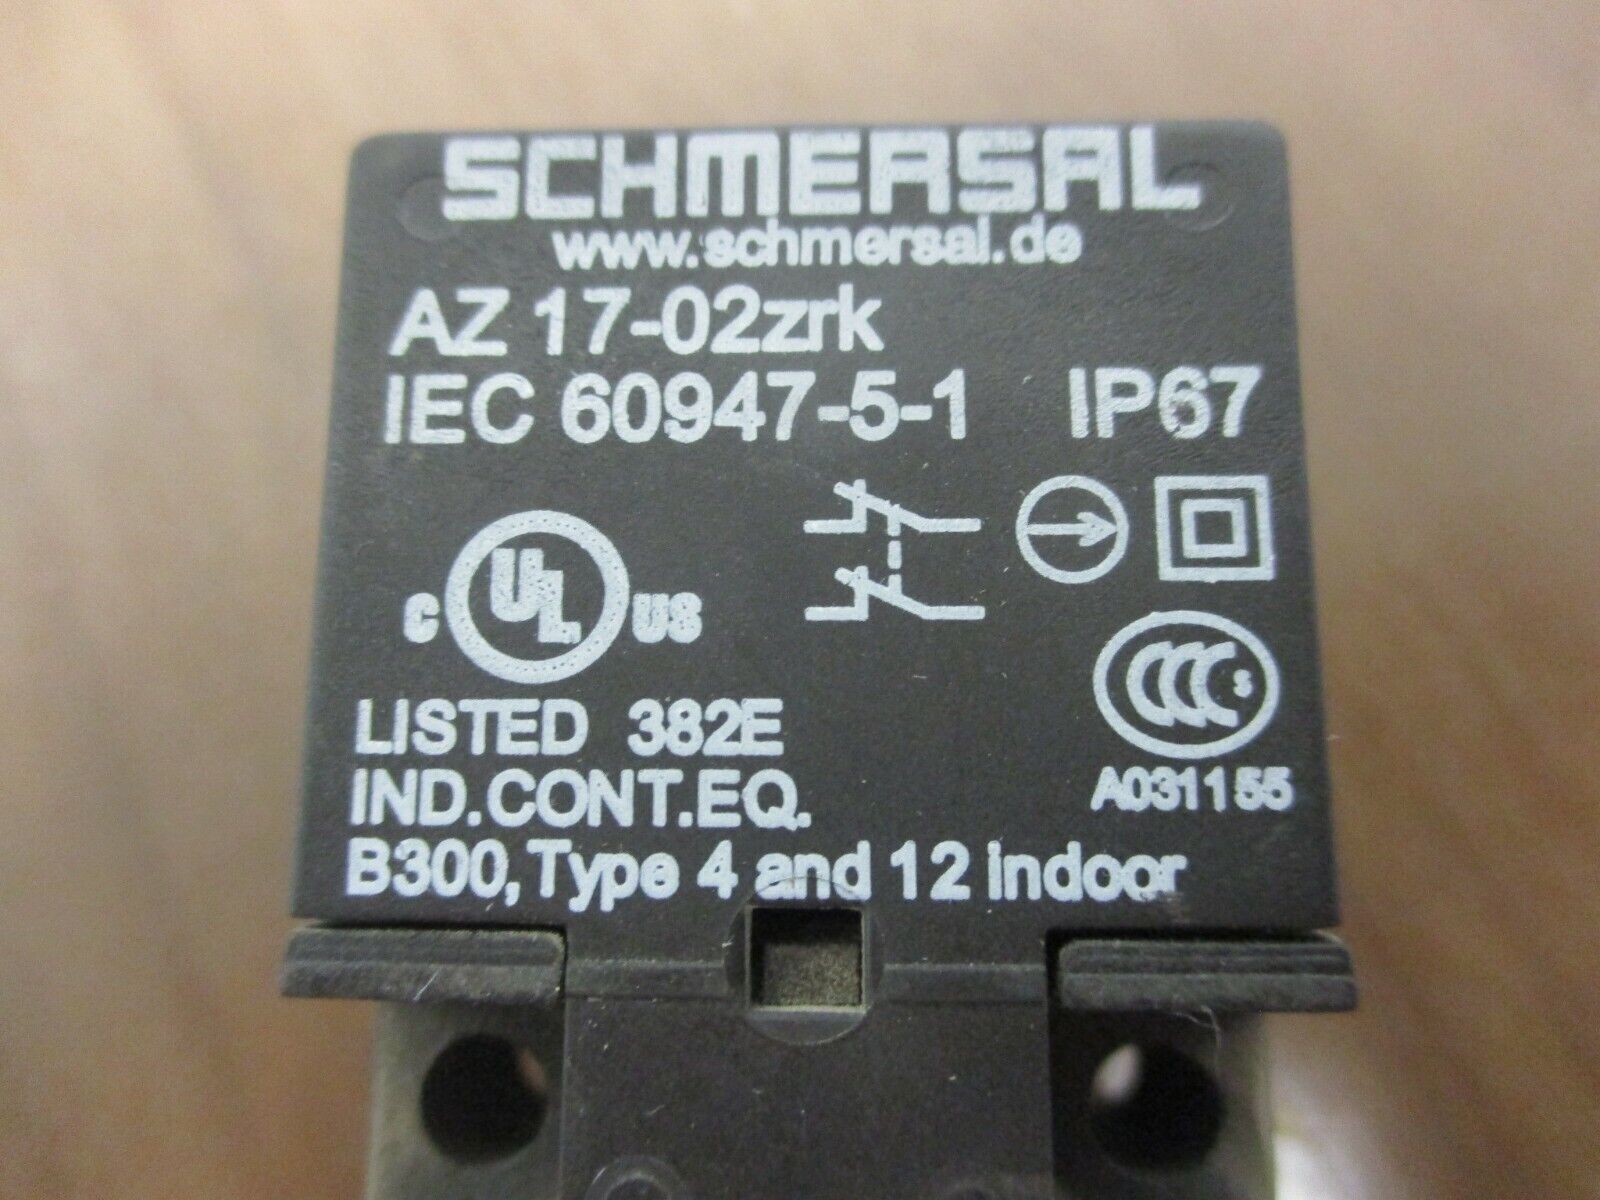 SCHMERSAL
www.schmersal.de
AZ 17-02zrk
IEC 60947-5-1 IP67
C UL US
CCC S
LISTED 382E
A031155
IND.CONT.EQ.
B300, Type 4 and 12 indoor